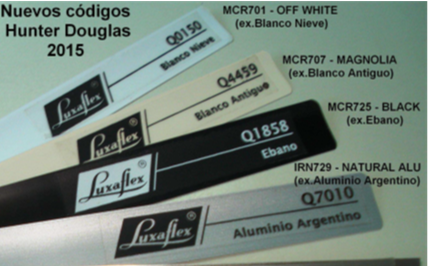 Nuevos códigos
Hunter Douglas
2015
MCR701 - OFF WHITE
(ex.Blanco Nieve)
Luxaflex
Q0150
Blanco Nieve
MCR707 - MAGNOLIA
(ex.Blanco Antiguo)
Luxaflex
Q4459
Blanco Antiguo
MCR725 - BLACK
(ex.Ebano)
Luxaflex
Q1858
Ebano
IRN729 - NATURAL ALU
(ex.Aluminio Argentino)
Luxaflex
Q7010
Aluminio Argentino